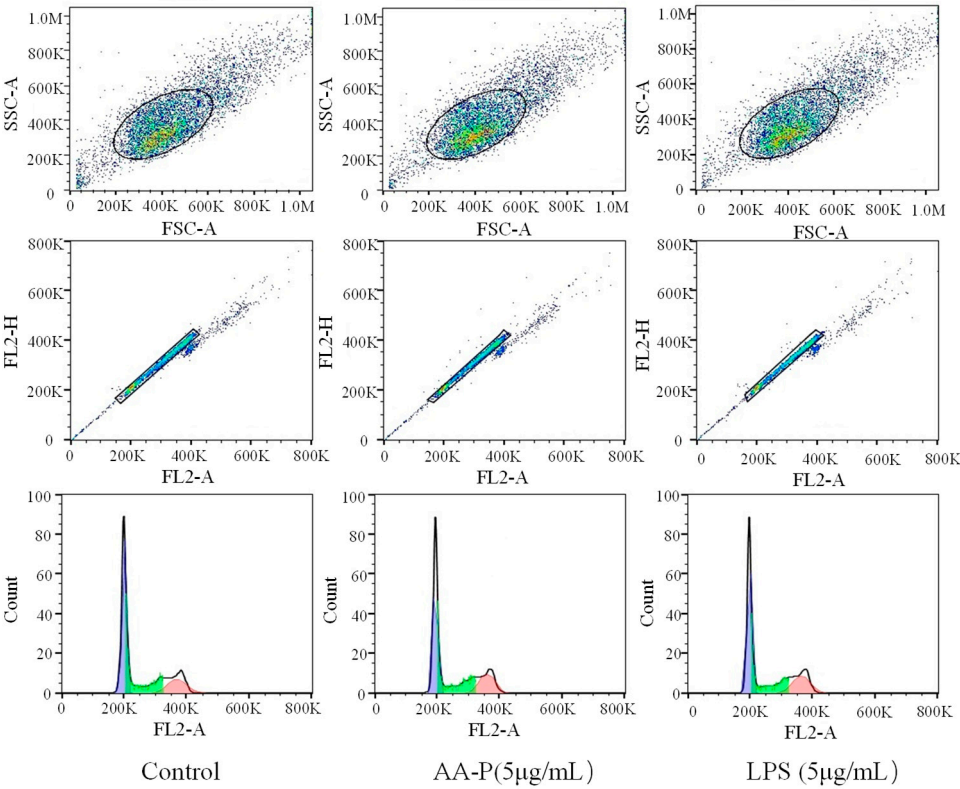 1.0M 1.0M 1.0M
800K 800K 800K
SSC-A SSC-A SSC-A
600K 600K 600K
400K 400K 400K
200K 200K 200K
0 0 0
0 200K 400K 600K 800K 1.0M 0 200K 400K 600K 800K 1.0M 0 200K 400K 600K 800K 1.0M
FSC-A FSC-A FSC-A
800K 800K 800K
600K 600K 600K
FL2-H FL2-H FL2-H
400K 400K 400K
200K 200K 200K
0 0 0
0 200K 400K 600K 800K 0 200K 400K 600K 800K 0 200K 400K 600K 800K
FL2-A FL2-A FL2-A
100 100 100
80 80 80
60 60 60
Count Count Count
40 40 40
20 20 20
0 0 0
0 200K 400K 600K 800K 0 200K 400K 600K 800K 0 200K 400K 600K 800K
FL2-A FL2-A FL2-A
Control AA-P(5μg/mL) LPS (5μg/mL)